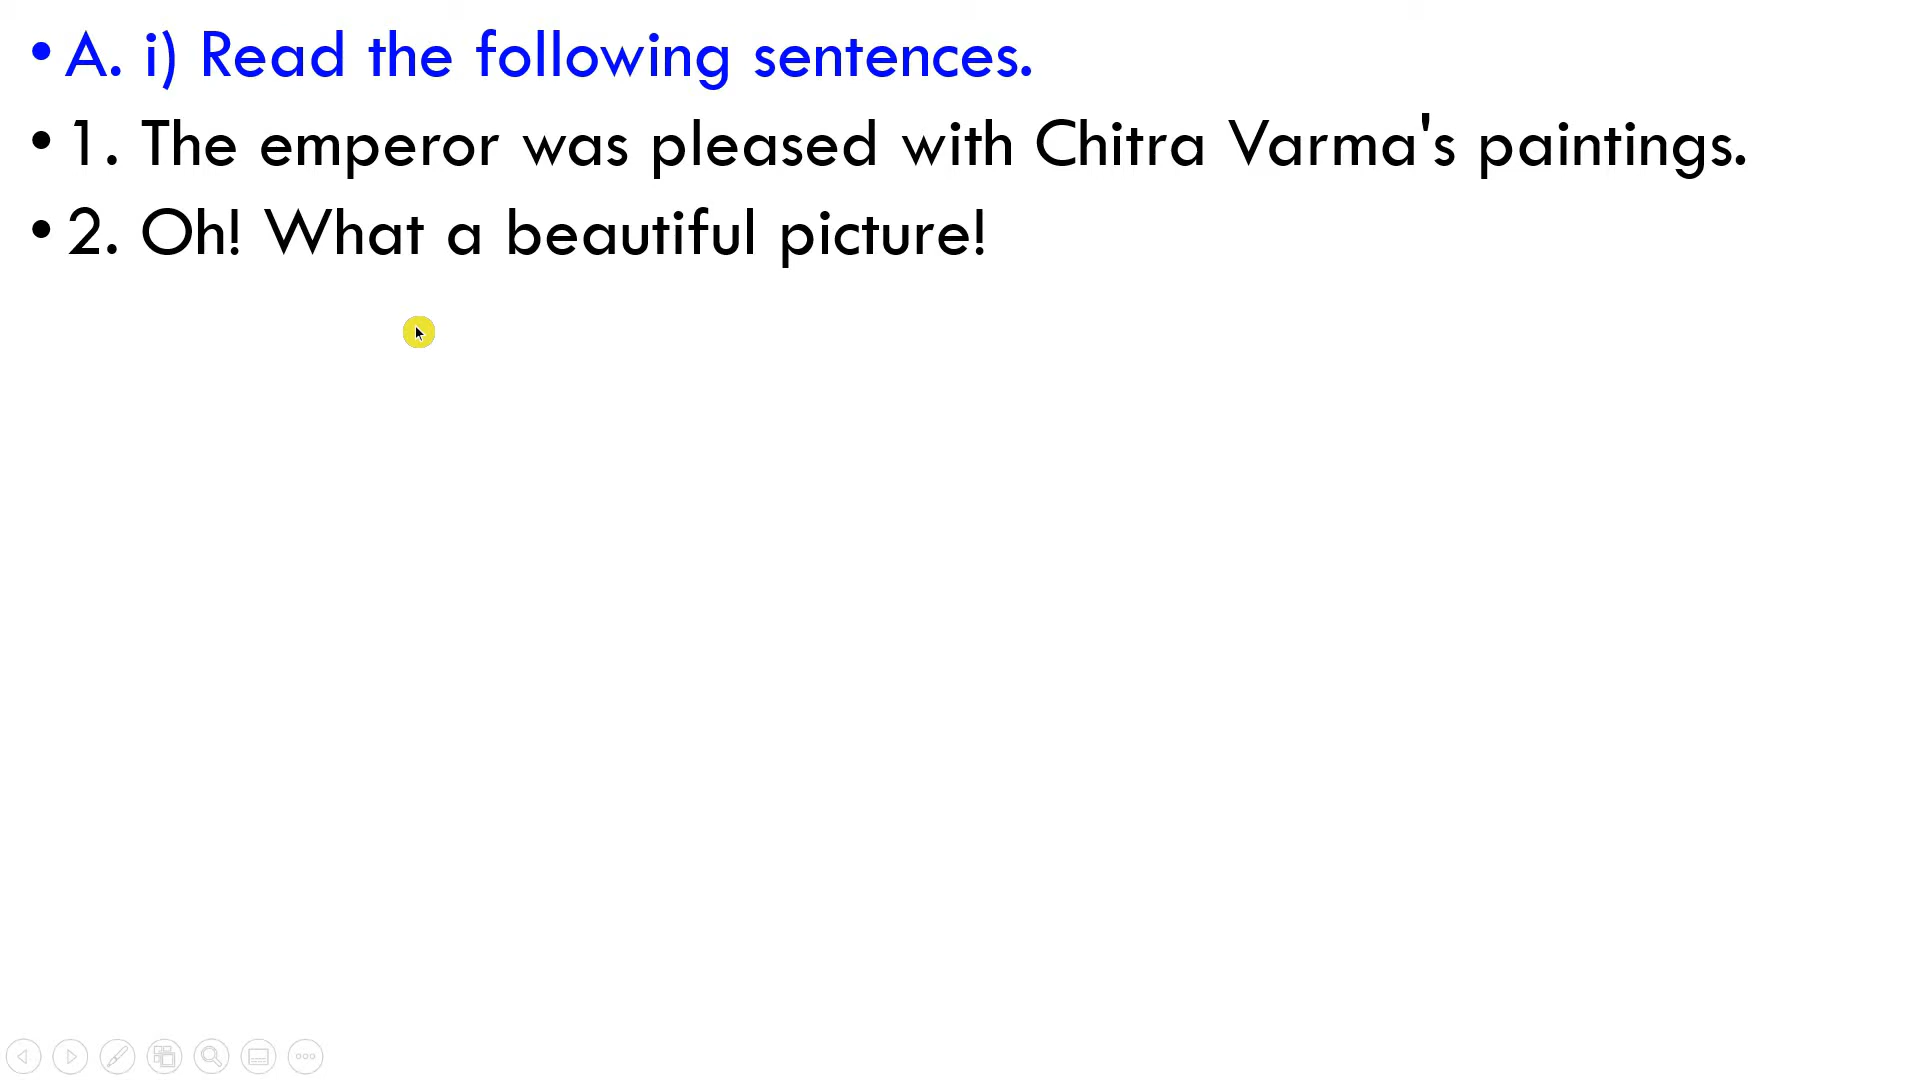 • A. i) Read the following sentences.
• 1. The emperor was pleased with Chitra Varma's paintings.
• 2. Oh! What a beautiful picture!